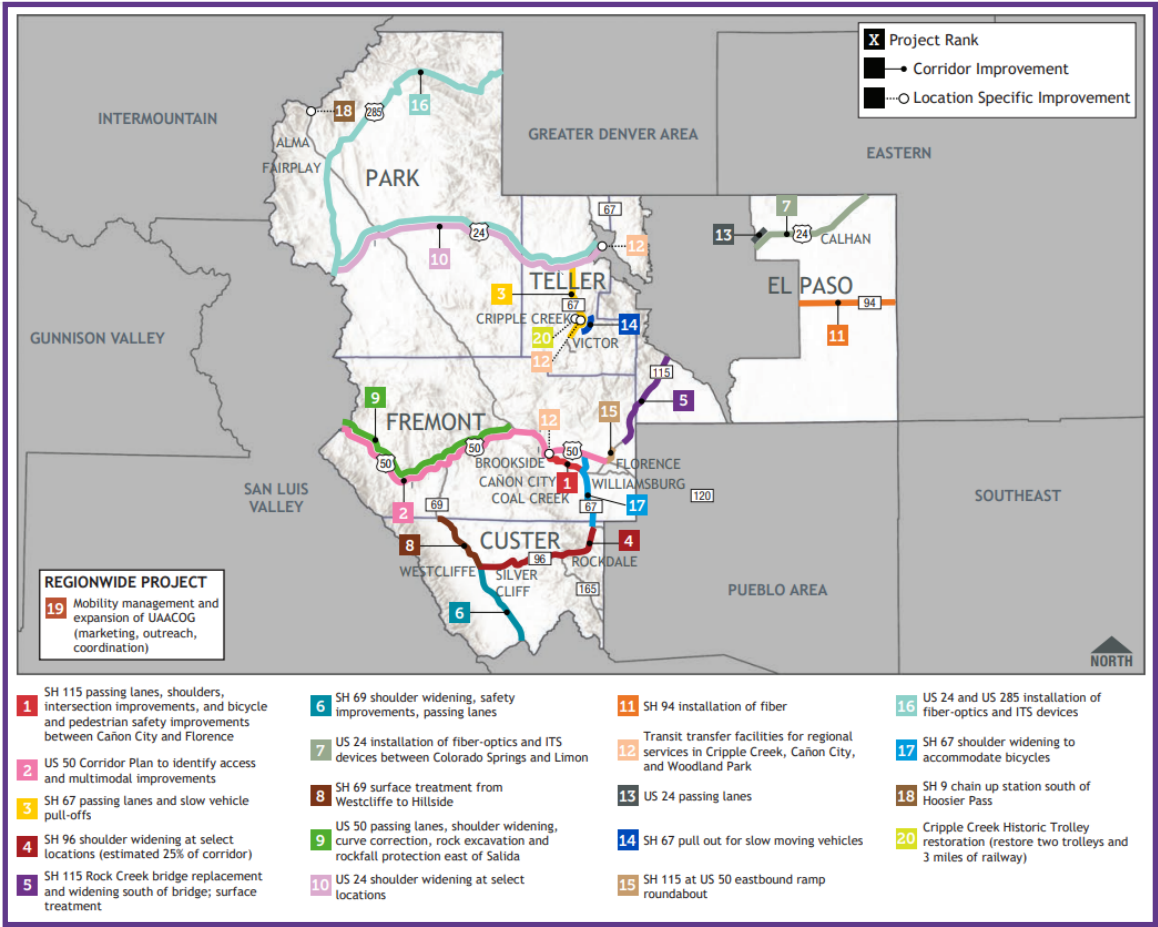 X Project Rank
Corridor Improvement
Location Specific Improvement
INTERMOUNTAIN
GREATER DENVER AREA
EASTERN
16
18
285
ALMA
FAIRPLAY
PARK
67
7
13
24
CALHAN
12
24
10
TELLER
EL PASO
3
67
94
CRIPPLE CREEK
14
11
20
VICTOR
12
GUNNISON VALLEY
115
9
5
FREMONT
12
15
50
50
50
BROOKSIDE
FLORENCE
CAÑON CITY
1
WILLIAMSBURG
COAL CREEK
SAN LUIS
VALLEY
2
69
67
17
120
SOUTHEAST
8
CUSTER
4
96
ROCKDALE
WESTCLIFFE
SILVER
CLIFF
165
PUEBLO AREA
6
REGIONWIDE PROJECT
19 Mobility management and
expansion of UAACOG
(marketing, outreach,
coordination)
NORTH
1 SH 115 passing lanes, shoulders,
intersection improvements, and bicycle
and pedestrian safety improvements
between Cañon City and Florence
2 US 50 Corridor Plan to identify access
and multimodal improvements
3 SH 67 passing lanes and slow vehicle
pull-offs
4 SH 96 shoulder widening at select
locations (estimated 25% of corridor)
5 SH 115 Rock Creek bridge replacement
and widening south of bridge; surface
treatment
6 SH 69 shoulder widening, safety
improvements, passing lanes
7 US 24 installation of fiber-optics and ITS
devices between Colorado Springs and Limon
8 SH 69 surface treatment from
Westcliffe to Hillside
9 US 50 passing lanes, shoulder widening,
curve correction, rock excavation and
rockfall protection east of Salida
10 US 24 shoulder widening at select
locations
11 SH 94 installation of fiber
12 Transit transfer facilities for regional
services in Cripple Creek, Cañon City,
and Woodland Park
13 US 24 passing lanes
14 SH 67 pull out for slow moving vehicles
15 SH 115 at US 50 eastbound ramp
roundabout
16 US 24 and US 285 installation of
fiber-optics and ITS devices
17 SH 67 shoulder widening to
accommodate bicycles
18 SH 9 chain up station south of
Hoosier Pass
20 Cripple Creek Historic Trolley
restoration (restore two trolleys and
3 miles of railway)